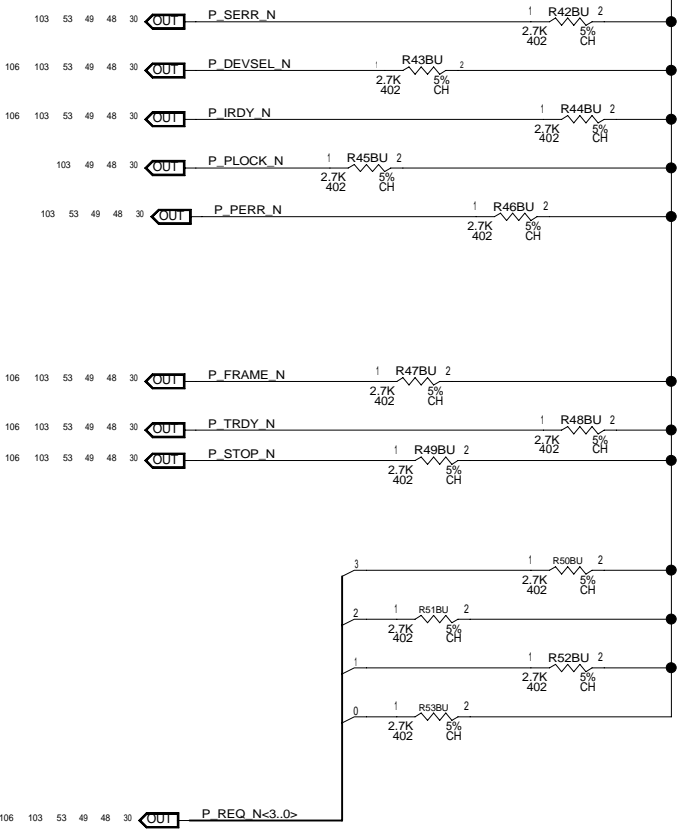 103 53 49 48 30 OUT P_SERR_N 1 R42BU 2
2.7K 5%
402 CH
106 103 53 49 48 30 OUT P_DEVSEL_N 1 R43BU 2
2.7K 5%
402 CH
106 103 53 49 48 30 OUT P_IRDY_N 1 R44BU 2
2.7K 5%
402 CH
103 49 48 30 OUT P_PLOCK_N 1 R45BU 2
2.7K 5%
402 CH
103 53 49 48 30 OUT P_PERR_N 1 R46BU 2
2.7K 5%
402 CH
106 103 53 49 48 30 OUT P_FRAME_N 1 R47BU 2
2.7K 5%
402 CH
106 103 53 49 48 30 OUT P_TRDY_N 1 R48BU 2
2.7K 5%
402 CH
106 103 53 49 48 30 OUT P_STOP_N 1 R49BU 2
2.7K 5%
402 CH
3 1 R50BU 2
2.7K 5%
402 CH
2 1 R51BU 2
2.7K 5%
402 CH
1 1 R52BU 2
2.7K 5%
402 CH
0 1 R53BU 2
2.7K 5%
402 CH
106 103 53 49 48 30 OUT P_REQ_N<3..0>